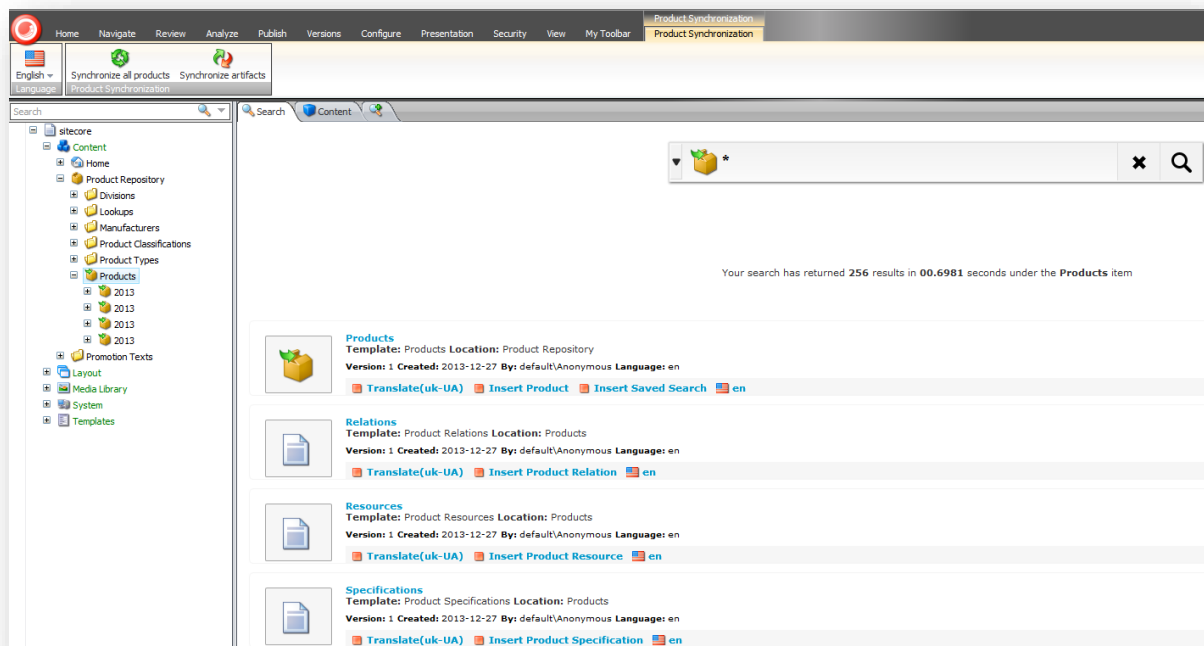 Product Synchronization
Home Navigate Review Analyze Publish Versions Configure Presentation Security View My Toolbar Product Synchronization
English
Synchronize all products Synchronize artifacts
Language Product Synchronization
Search
Search Content
sitecore
Content
Home
Product Repository
Divisions
Lookups
Manufacturers
Product Classifications
Product Types
Products
2013
2013
2013
2013
Promotion Texts
Layout
Media Library
System
Templates
*
Your search has returned 256 results in 00.6981 seconds under the Products item
Products
Template: Products Location: Product Repository
Version: 1 Created: 2013-12-27 By: default\Anonymous Language: en
Translate(uk-UA) Insert Product Insert Saved Search en
Relations
Template: Product Relations Location: Products
Version: 1 Created: 2013-12-27 By: default\Anonymous Language: en
Translate(uk-UA) Insert Product Relation en
Resources
Template: Product Resources Location: Products
Version: 1 Created: 2013-12-27 By: default\Anonymous Language: en
Translate(uk-UA) Insert Product Resource en
Specifications
Template: Product Specifications Location: Products
Version: 1 Created: 2013-12-27 By: default\Anonymous Language: en
Translate(uk-UA) Insert Product Specification en